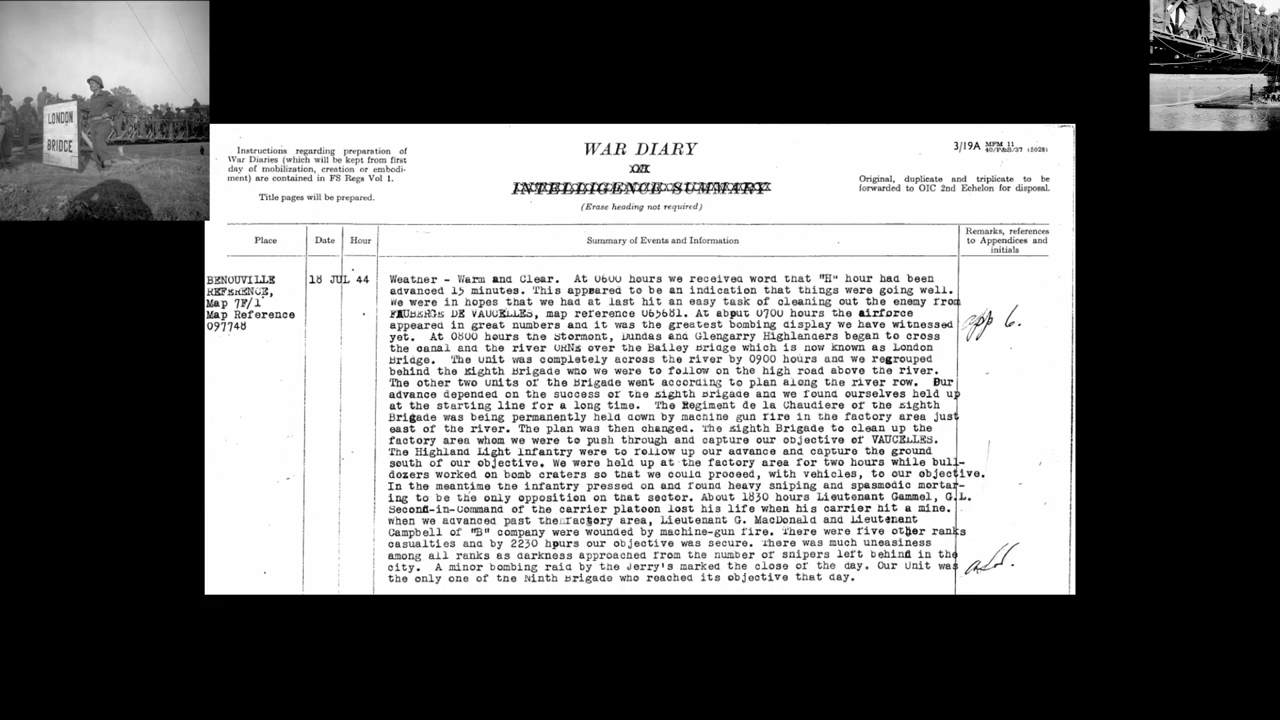 LONDON
BRIDGE
Instructions regarding preparation of
War Diaries (which will be kept from first
day of mobilization, creation or embodi-
ment) are contained in FS Regs Vol 1.
Title pages will be prepared.
WAR DIARY
OR
INTELLIGENCE SUMMARY
(Erase heading not required)
3/19A
MFM 11
Original, duplicate and triplicate to be
forwarded to OIC 2nd Echelon for disposal.
Place
Date
Hour
Summary of Events and Information
Remarks, references
to Appendices and
initials
BENOUVILLE
REFERENCE,
Map 7F/1
Map Reference
097748
18 JUL 44
Weather - Warm and Clear. At 0600 hours we received word that "H" hour had been
advanced 15 minutes. This appeared to be an indication that things were going well.
We were in hopes that we had at last hit an easy task of cleaning out the enemy from
FAUBERGE DE VAUCELLES, map reference 065681. At about 0700 hours the airforce
appeared in great numbers and it was the greatest bombing display we have witnessed
yet. At 0800 hours the Stormont, Dundas and Glengarry Highlanders began to cross
the canal and the river ORNE over the Bailey Bridge which is now known as London
Bridge. The Unit was completely across the river by 0900 hours and we regrouped
behind the Eighth Brigade who we were to follow on the high road above the river.
The other two units of the Brigade went according to plan along the river row. Our
advance depended on the success of the Eighth Brigade and we found ourselves held up
at the starting line for a long time. The Regiment de la Chaudiere of the Eighth
Brigade was being permanently held down by machine gun fire in the factory area just
east of the river. The plan was then changed. The Eighth Brigade to clean up the
factory area whom we were to push through and capture our objective of VAUCELLES.
The Highland Light Infantry were to follow up our advance and capture the ground
south of our objective. We were held up at the factory area for two hours while bull-
dozers worked on bomb craters so that we could proceed, with vehicles, to our objective.
In the meantime the infantry pressed on and found heavy sniping and spasmodic mortar-
ing to be the only opposition on that sector. About 1830 hours Lieutenant Gammel, G.L.
Second-in-Command of the carrier platoon lost his life when his carrier hit a mine.
When we advanced past the factory area, Lieutenant G. MacDonald and Lieutenant
Campbell of "B" company were wounded by machine-gun fire. There were five other ranks
casualties and by 2230 hours our objective was secure. There was much uneasiness
among all ranks as darkness approached from the number of snipers left behind in the
city. A minor bombing raid by the Jerry's marked the close of the day. Our Unit was
the only one of the Ninth Brigade who reached its objective that day.
app 6.